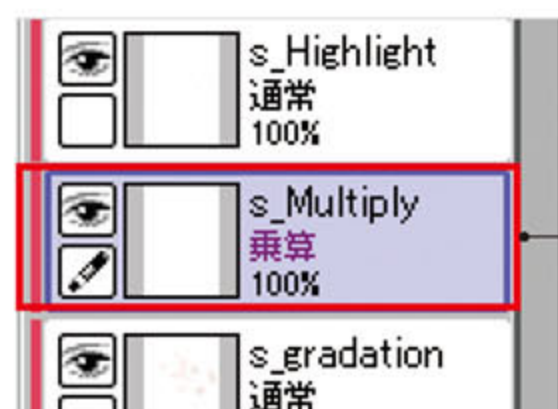 s_Highlight
通常
100%
s_Multiply
乗算
100%
s_gradation
通常